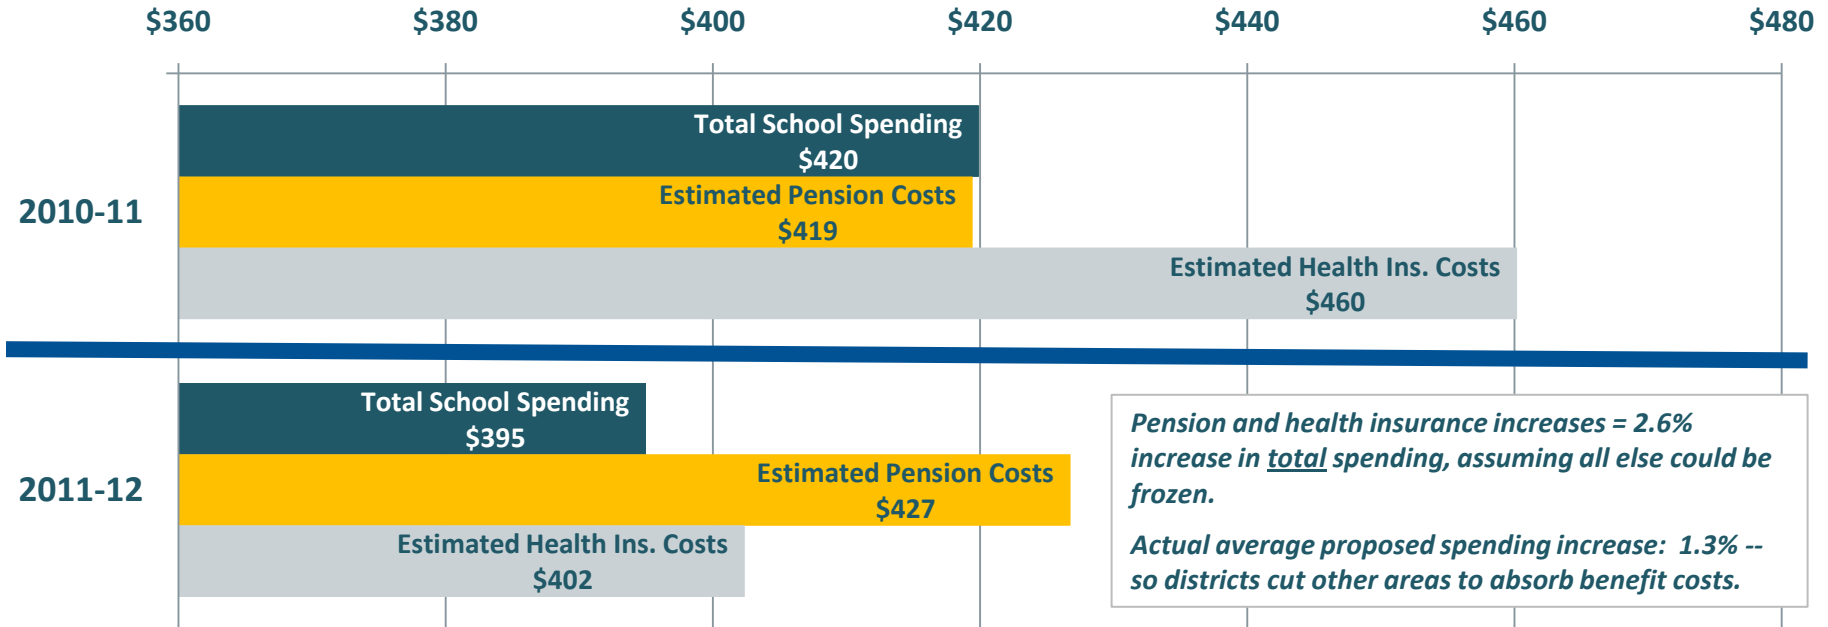 $360 $380 $400 $420 $440 $460 $480
Total School Spending
$420
Estimated Pension Costs
$419
2010-11
Estimated Health Ins. Costs
$460
Total School Spending
$395
Estimated Pension Costs
$427
2011-12
Estimated Health Ins. Costs
$402
Pension and health insurance increases = 2.6%
increase in total spending, assuming all else could be
frozen.
Actual average proposed spending increase:  1.3% --
so districts cut other areas to absorb benefit costs.